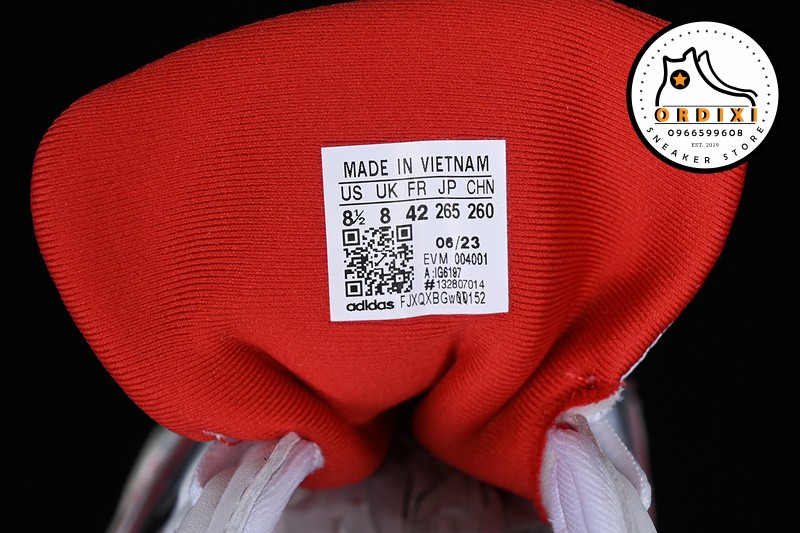 MADE IN VIETNAM
US UK FR JP CHN
8½ 8 42 265 260
06/23
EVM 004001
A:IG6197
#132807014
adidas FJXQXBGwQU152
ORDIXI
0966599608
EST. 2019
SNEAKER STORE